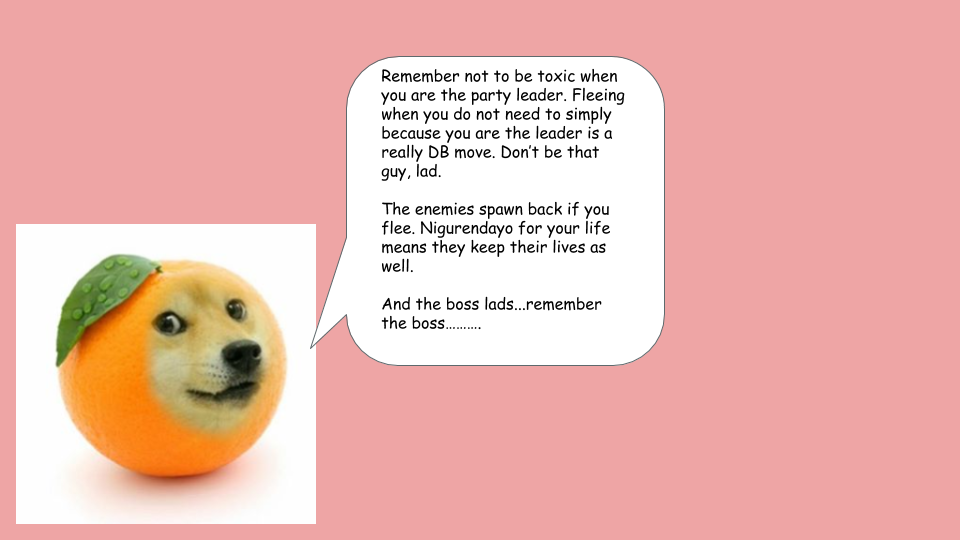 Remember not to be toxic when
you are the party leader. Fleeing
when you do not need to simply
because you are the leader is a
really DB move. Don't be that
guy, lad.
The enemies spawn back if you
flee. Nigurendayo for your life
means they keep their lives as
well.
And the boss lads...remember
the boss……….